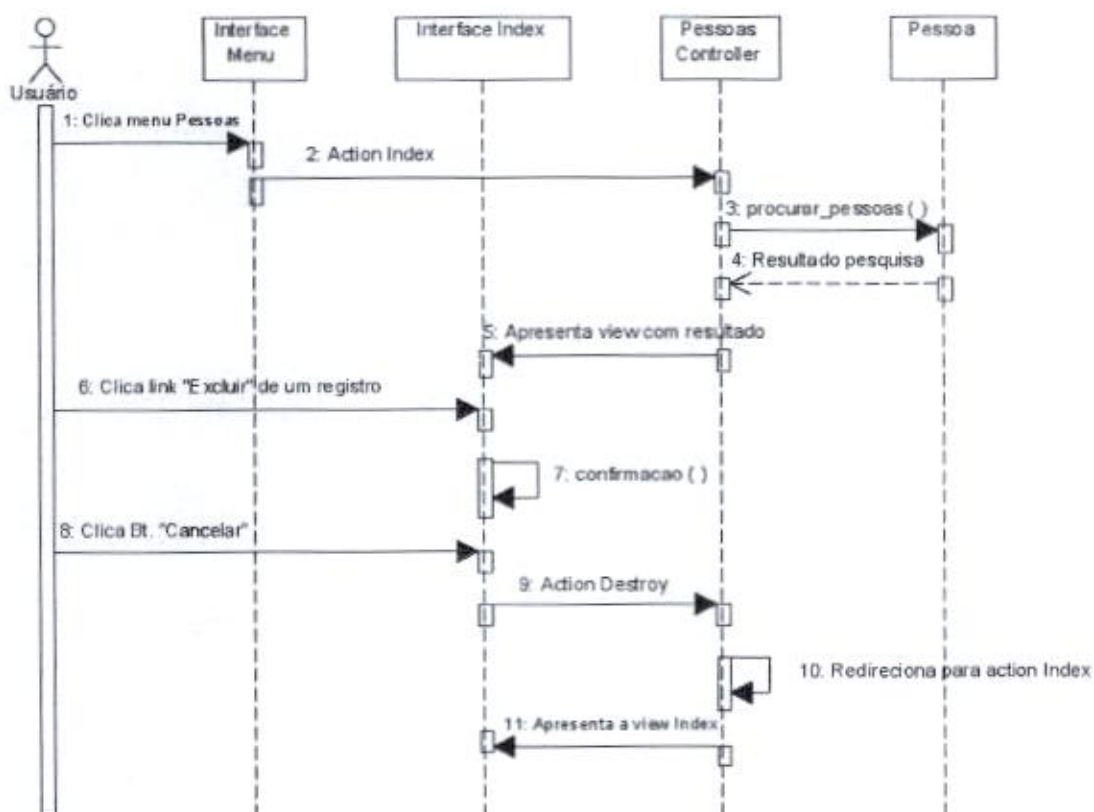 Interface
Menu
Interface Index
Pessoas
Controller
Pessoa
Usuário
1: Clica menu Pessoas
2: Action Index
3: procurar_pessoas ( )
4: Resultado pesquisa
5: Apresenta view com resultado
6: Clica link "Excluir" de um registro
7: confirmacao ( )
8: Clica Bt. "Cancelar"
9: Action Destroy
10: Redireciona para action Index
11: Apresenta a view Index